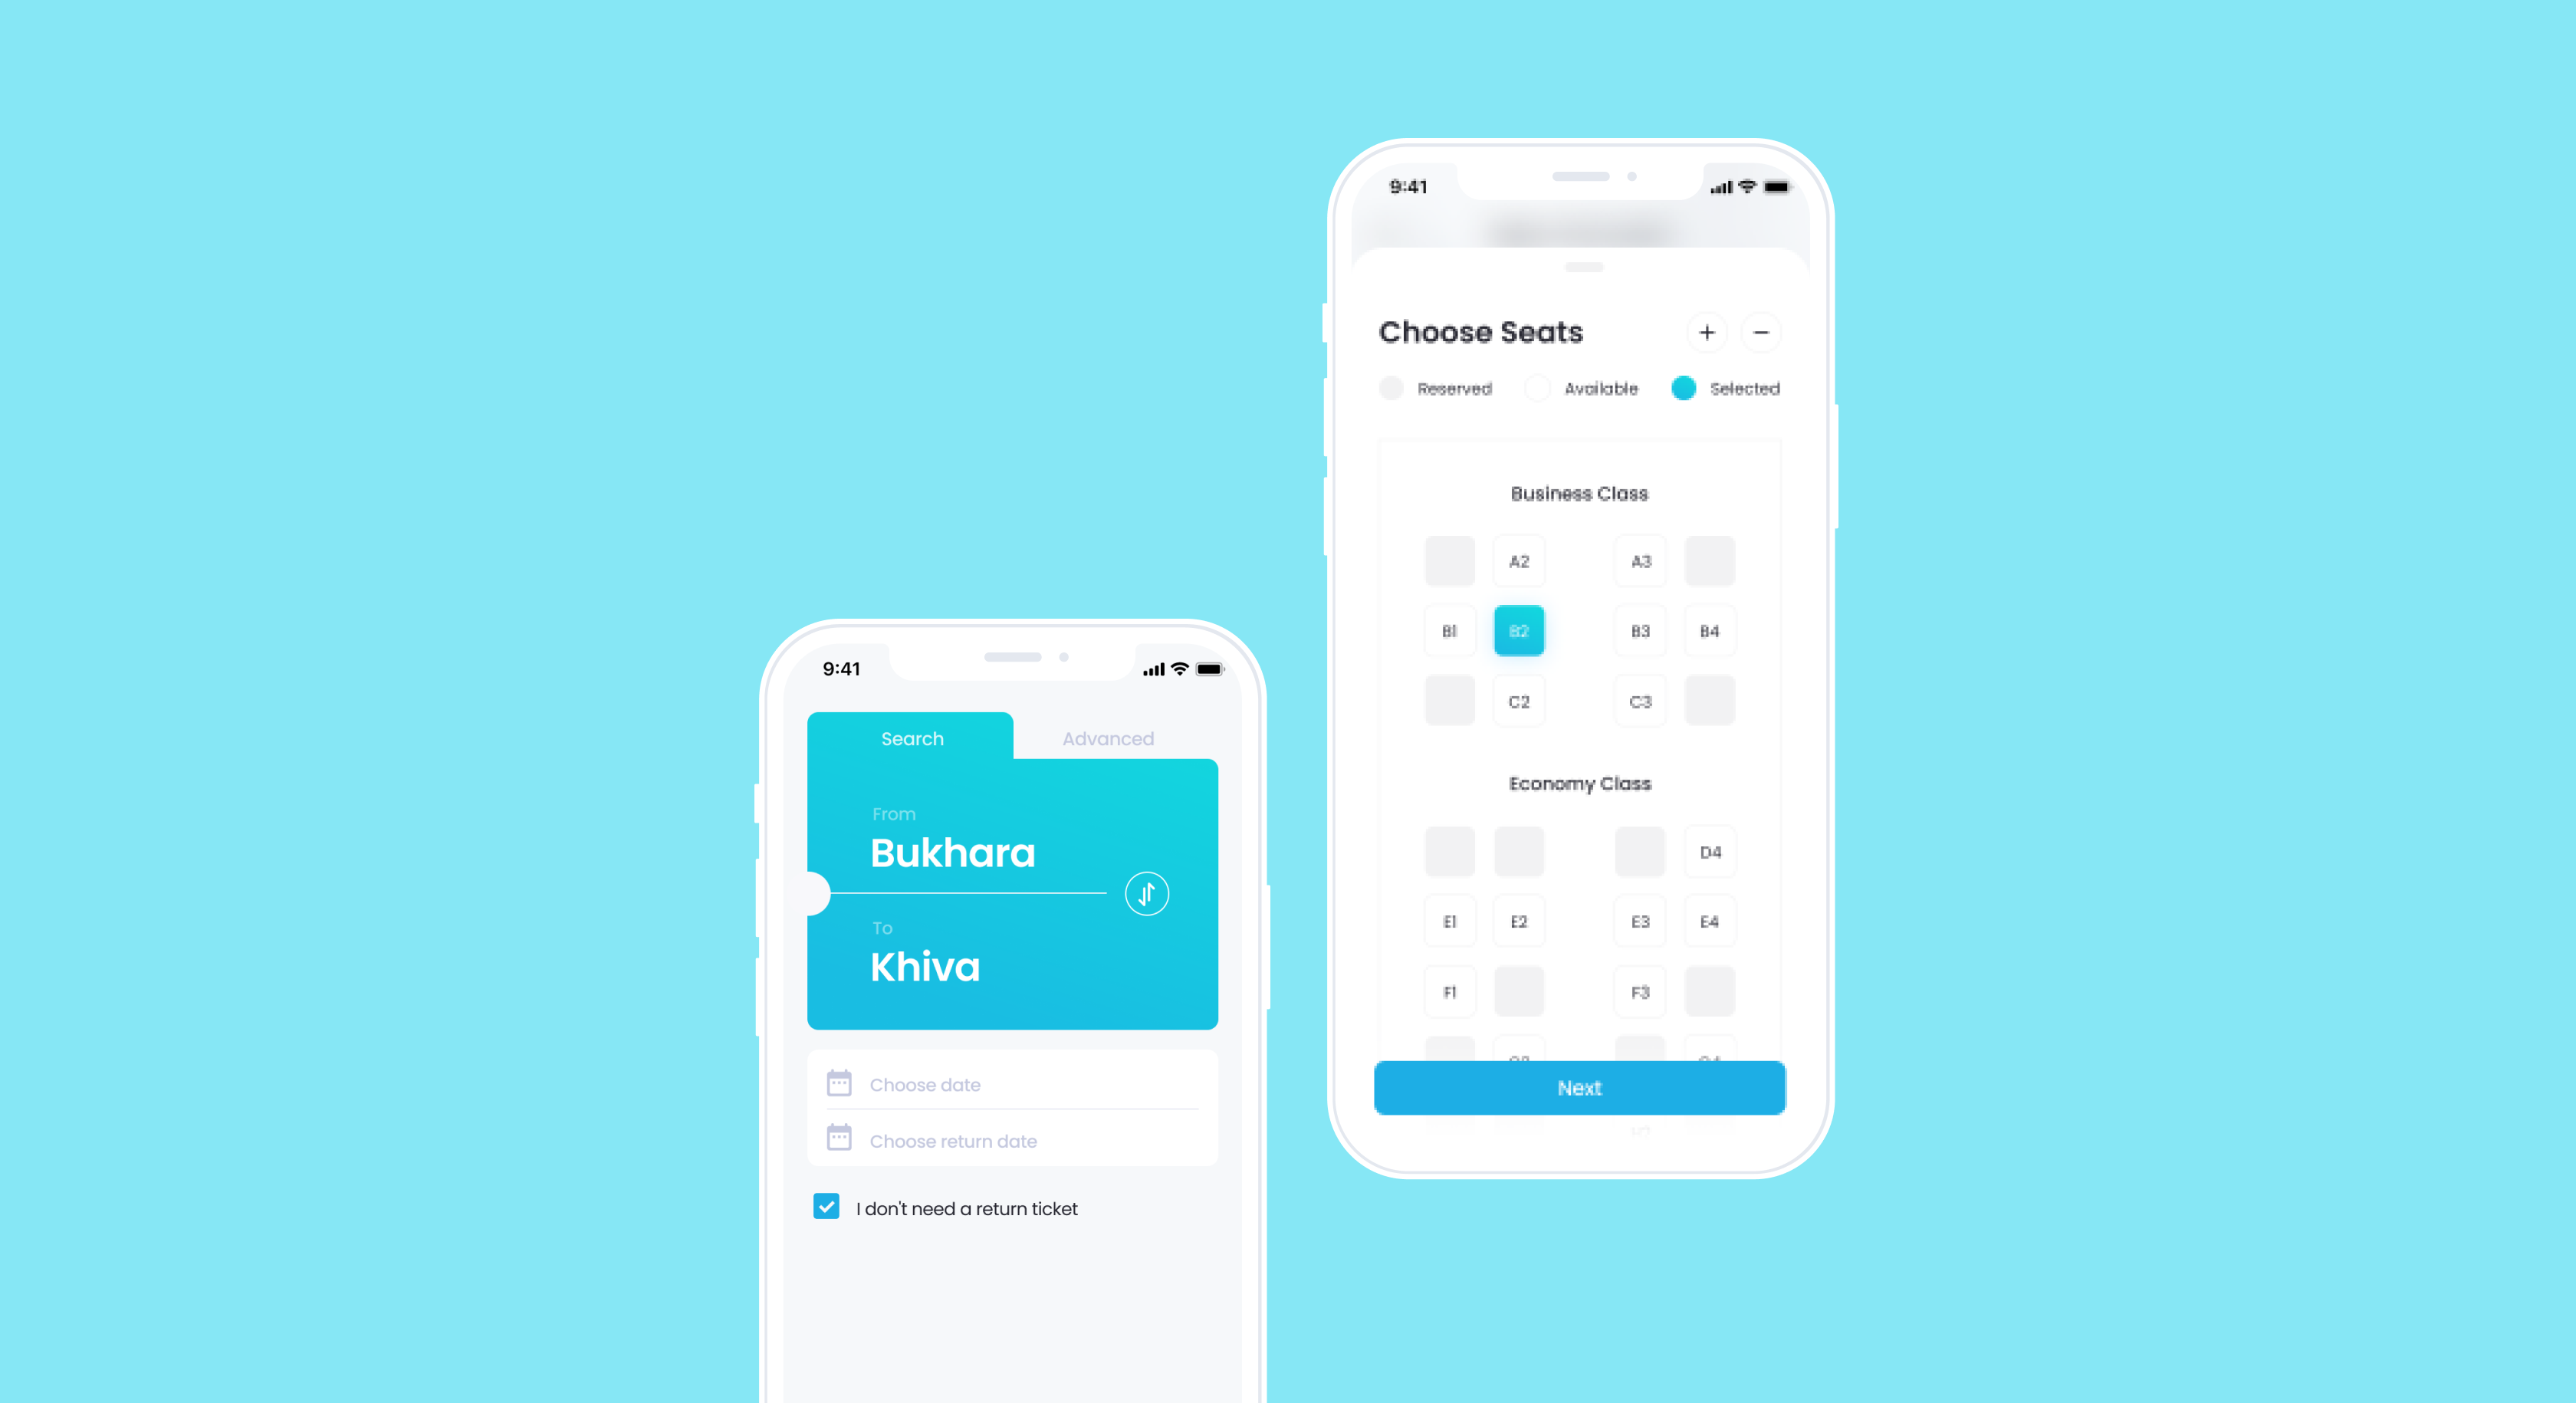 9:41
Search Advanced
From
Bukhara
To
Khiva
Choose date
Choose return date
I don't need a return ticket
9:41
Choose Seats + −
Reserved Available Selected
Business Class
A2 A3
B1 B2 B3 B4
C2 C3
Economy Class
D4
E1 E2 E3 E4
F1 F3
Next